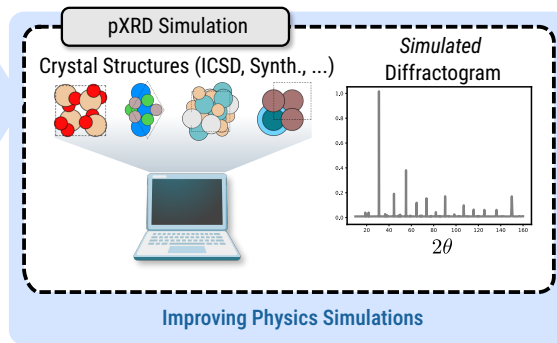 pXRD Simulation
Crystal Structures (ICSD, Synth., ...)
Simulated
Diffractogram
1.0
0.8
0.6
0.4
0.2
0.0
20 40 60 80 100 120 140 160
2θ
Improving Physics Simulations